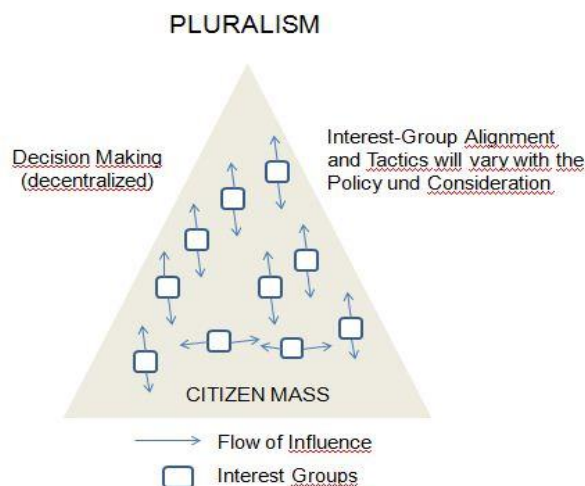 PLURALISM
Decision Making
(decentralized)
Interest-Group Alignment
and Tactics will vary with the
Policy und Consideration
CITIZEN MASS
Flow of Influence
Interest Groups